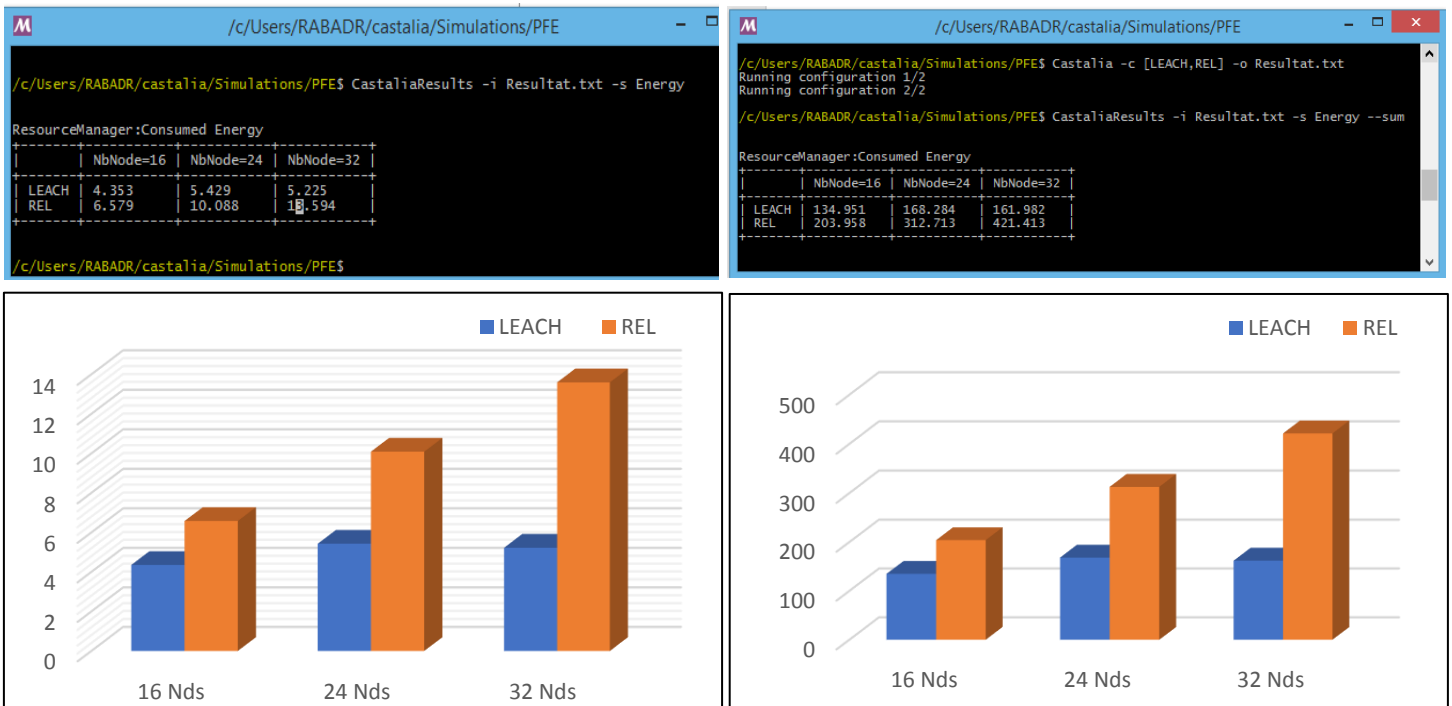 /c/Users/RABADR/castalia/Simulations/PFE
/c/Users/RABADR/castalia/Simulations/PFE$ CastaliaResults -i Resultat.txt -s Energy
ResourceManager:Consumed Energy
+-------+-----------+-----------+-----------+
|       | NbNode=16 | NbNode=24 | NbNode=32 |
+-------+-----------+-----------+-----------+
| LEACH | 4.353     | 5.429     | 5.225     |
| REL   | 6.579     | 10.088    | 13.594    |
+-------+-----------+-----------+-----------+
/c/Users/RABADR/castalia/Simulations/PFE$
/c/Users/RABADR/castalia/Simulations/PFE
/c/Users/RABADR/castalia/Simulations/PFE$ Castalia -c [LEACH,REL] -o Resultat.txt
Running configuration 1/2
Running configuration 2/2
/c/Users/RABADR/castalia/Simulations/PFE$ CastaliaResults -i Resultat.txt -s Energy --sum
ResourceManager:Consumed Energy
+-------+-----------+-----------+-----------+
|       | NbNode=16 | NbNode=24 | NbNode=32 |
+-------+-----------+-----------+-----------+
| LEACH | 134.951   | 168.284   | 161.982   |
| REL   | 203.958   | 312.713   | 421.413   |
+-------+-----------+-----------+-----------+
LEACH REL
14
12
10
8
6
4
2
0
16 Nds 24 Nds 32 Nds
LEACH REL
500
400
300
200
100
0
16 Nds 24 Nds 32 Nds